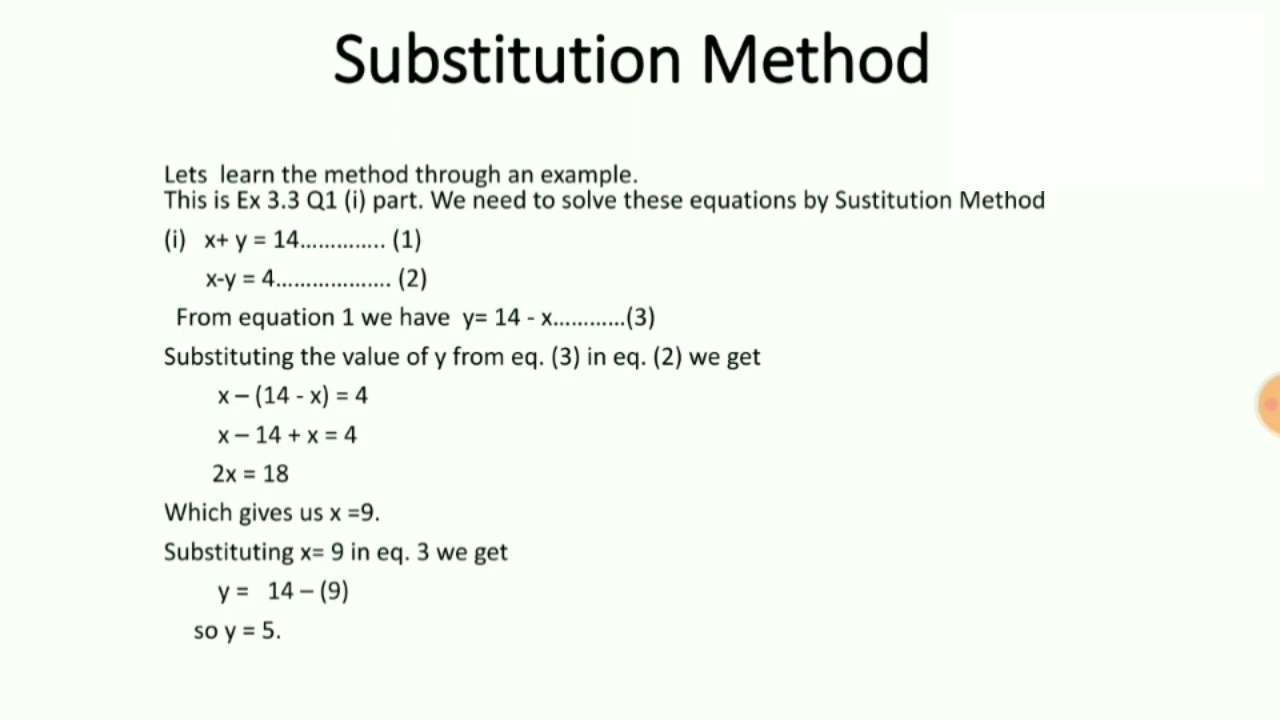 Substitution Method
Lets learn the method through an example.
This is Ex 3.3 Q1 (i) part. We need to solve these equations by Sustitution Method
(i) x+ y = 14.............. (1)
x-y = 4................... (2)
From equation 1 we have y= 14 - x............(3)
Substituting the value of y from eq. (3) in eq. (2) we get
x – (14 - x) = 4
x – 14 + x = 4
2x = 18
Which gives us x =9.
Substituting x= 9 in eq. 3 we get
y = 14 – (9)
so y = 5.